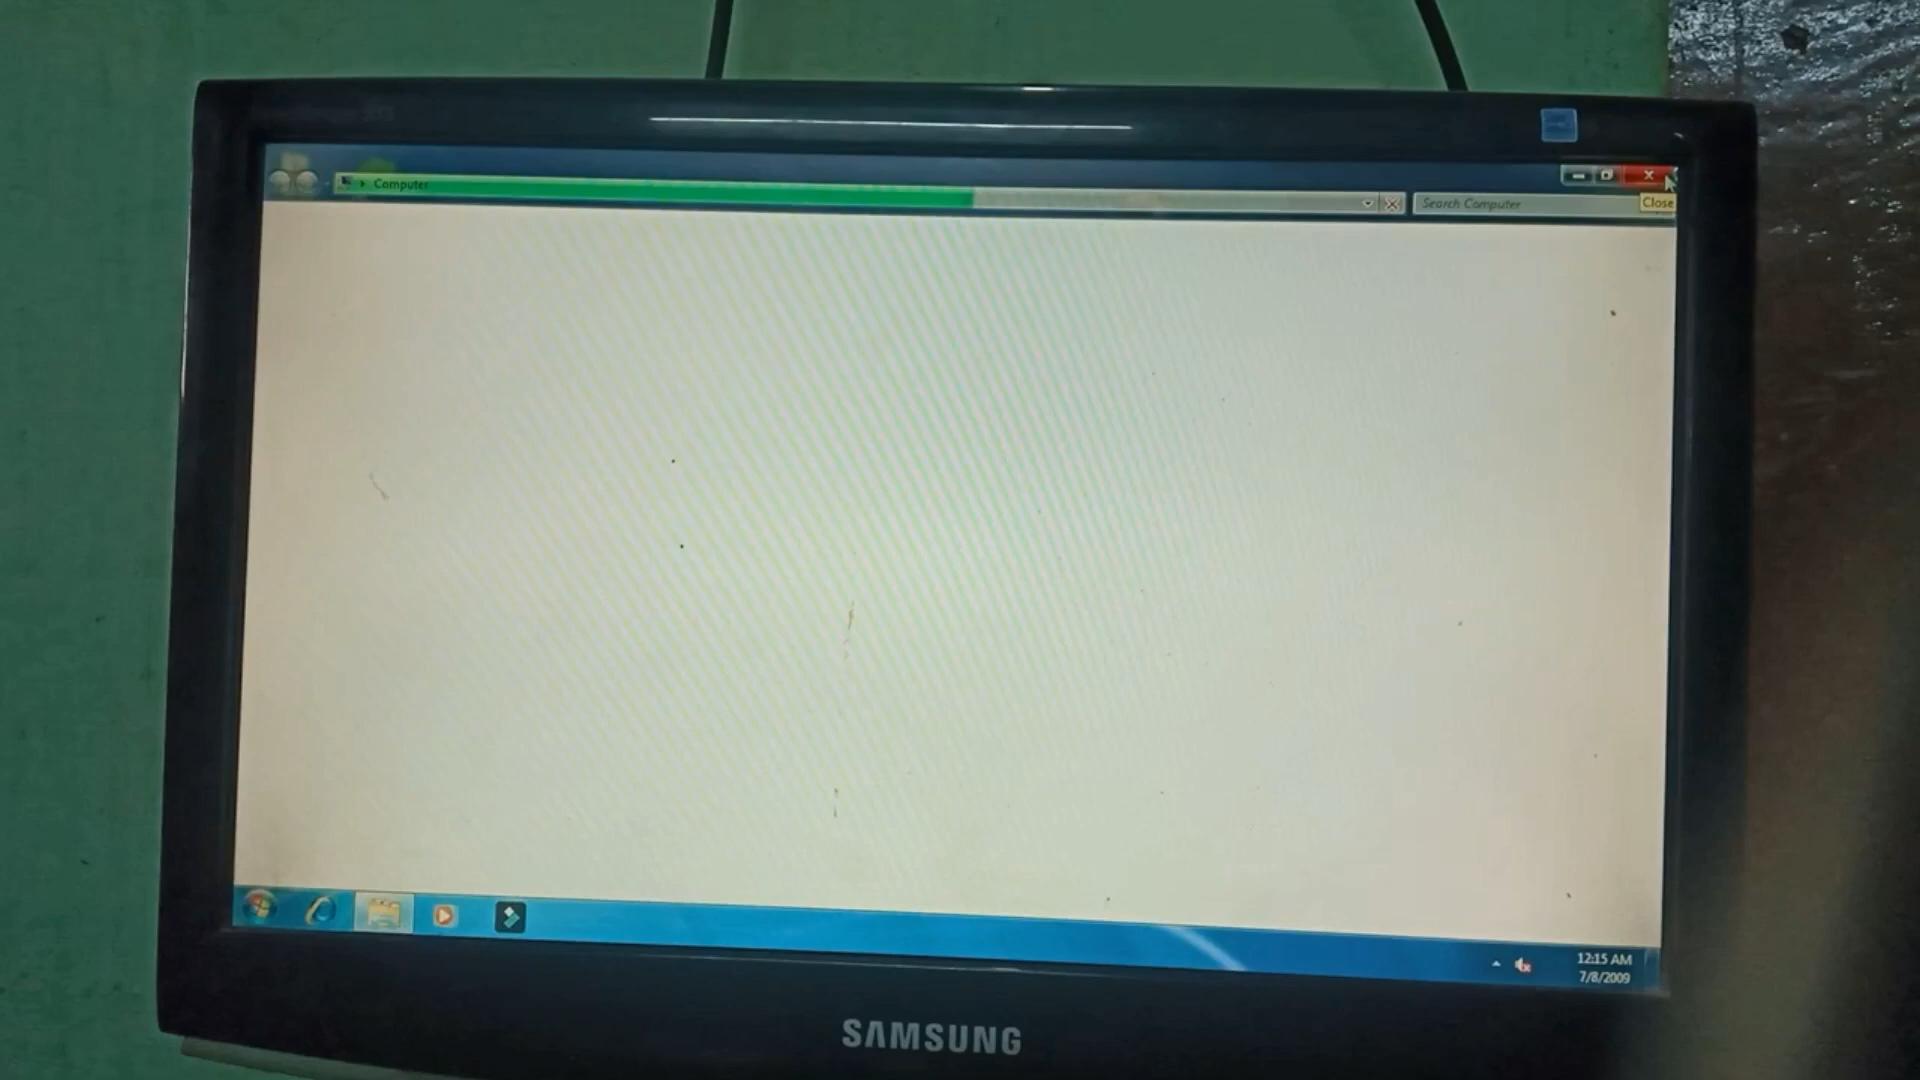 Computer
Search Computer
Close
12:15 AM
7/8/2009
SAMSUNG